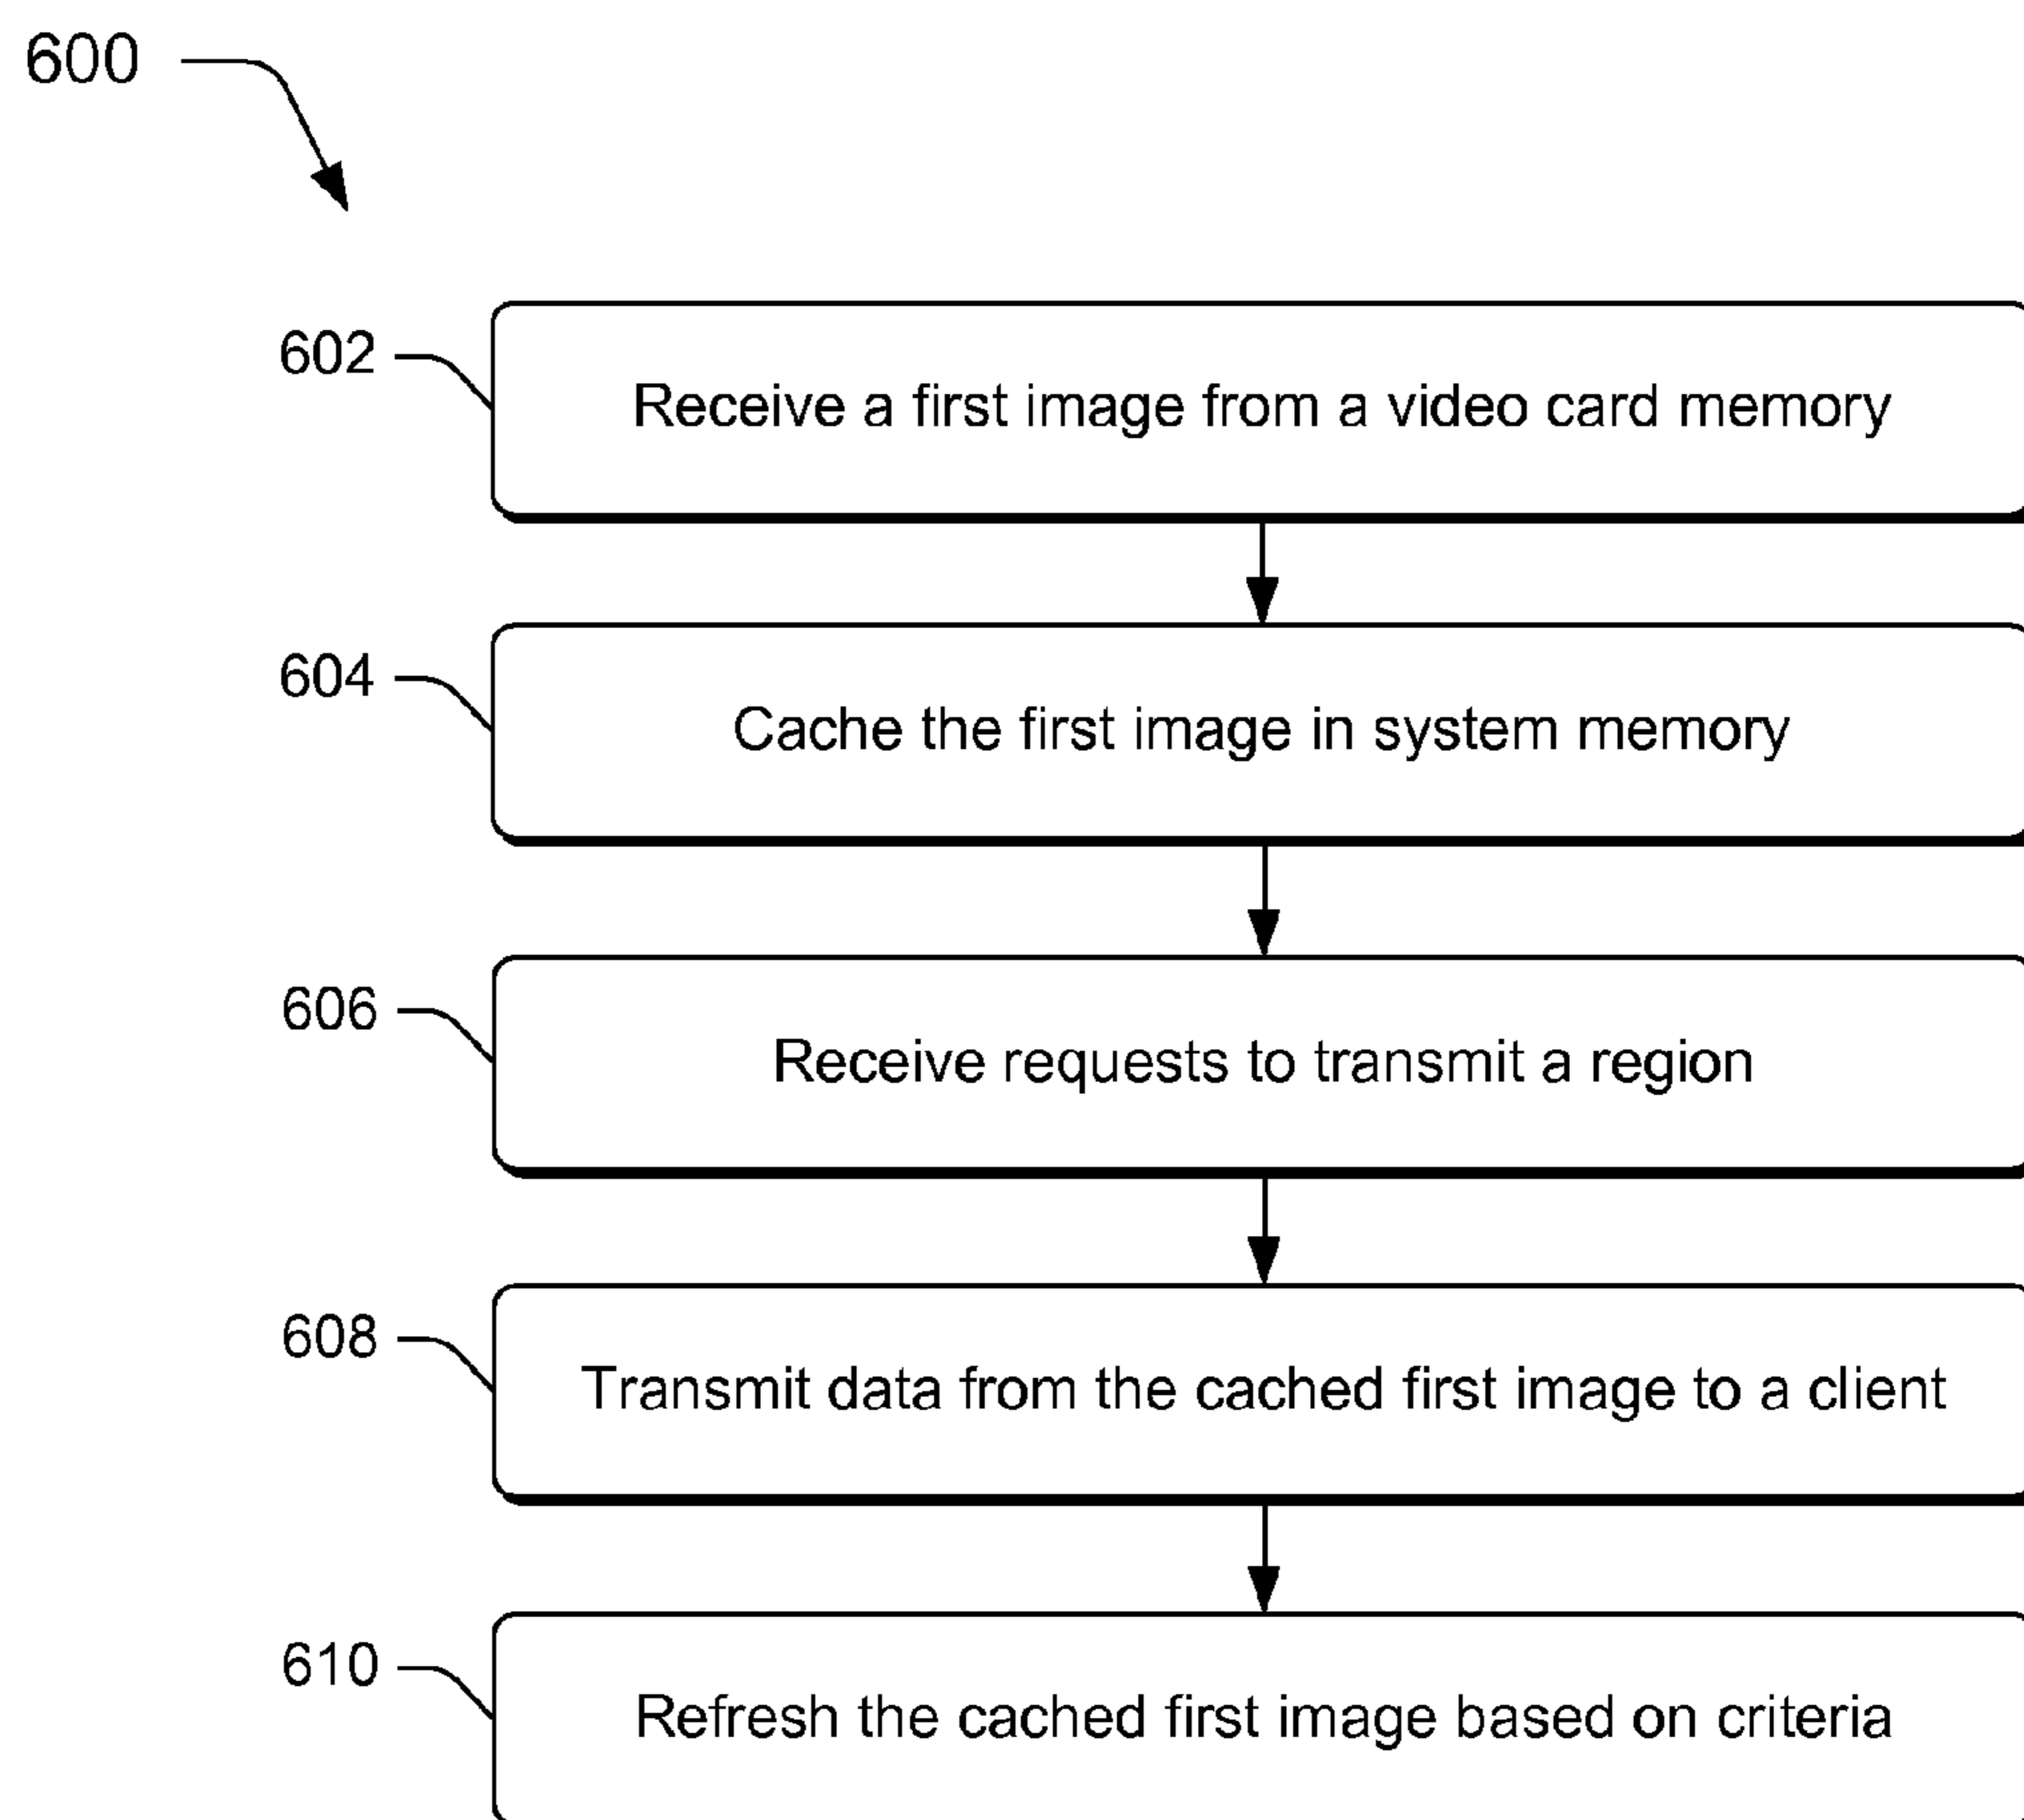 600
602
Receive a first image from a video card memory
604
Cache the first image in system memory
606
Receive requests to transmit a region
608
Transmit data from the cached first image to a client
610
Refresh the cached first image based on criteria